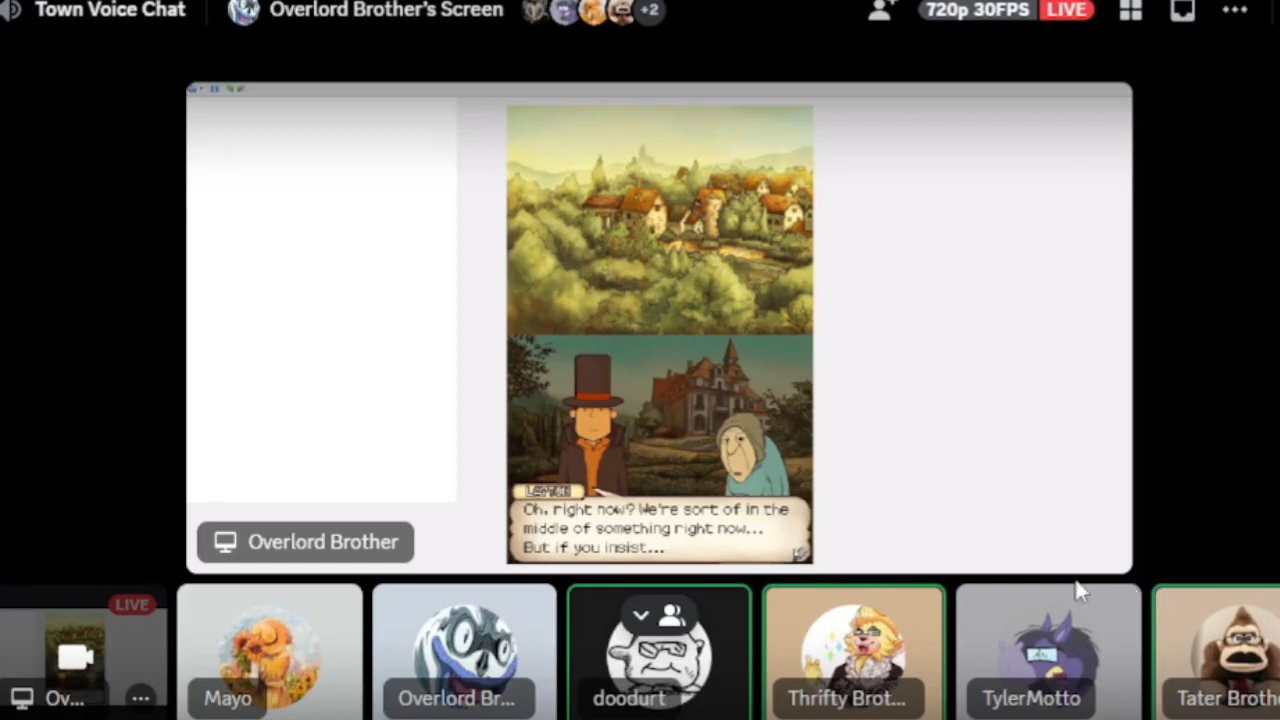 Town Voice Chat
Overlord Brother's Screen
+2
720p 30FPS
LIVE
LAYTON
Oh, right now? We're sort of in the
middle of something right now...
But if you insist...
Overlord Brother
LIVE
Ov...
Mayo
Overlord Br...
doodurt
Thrifty Brot...
TylerMotto
Tater Broth